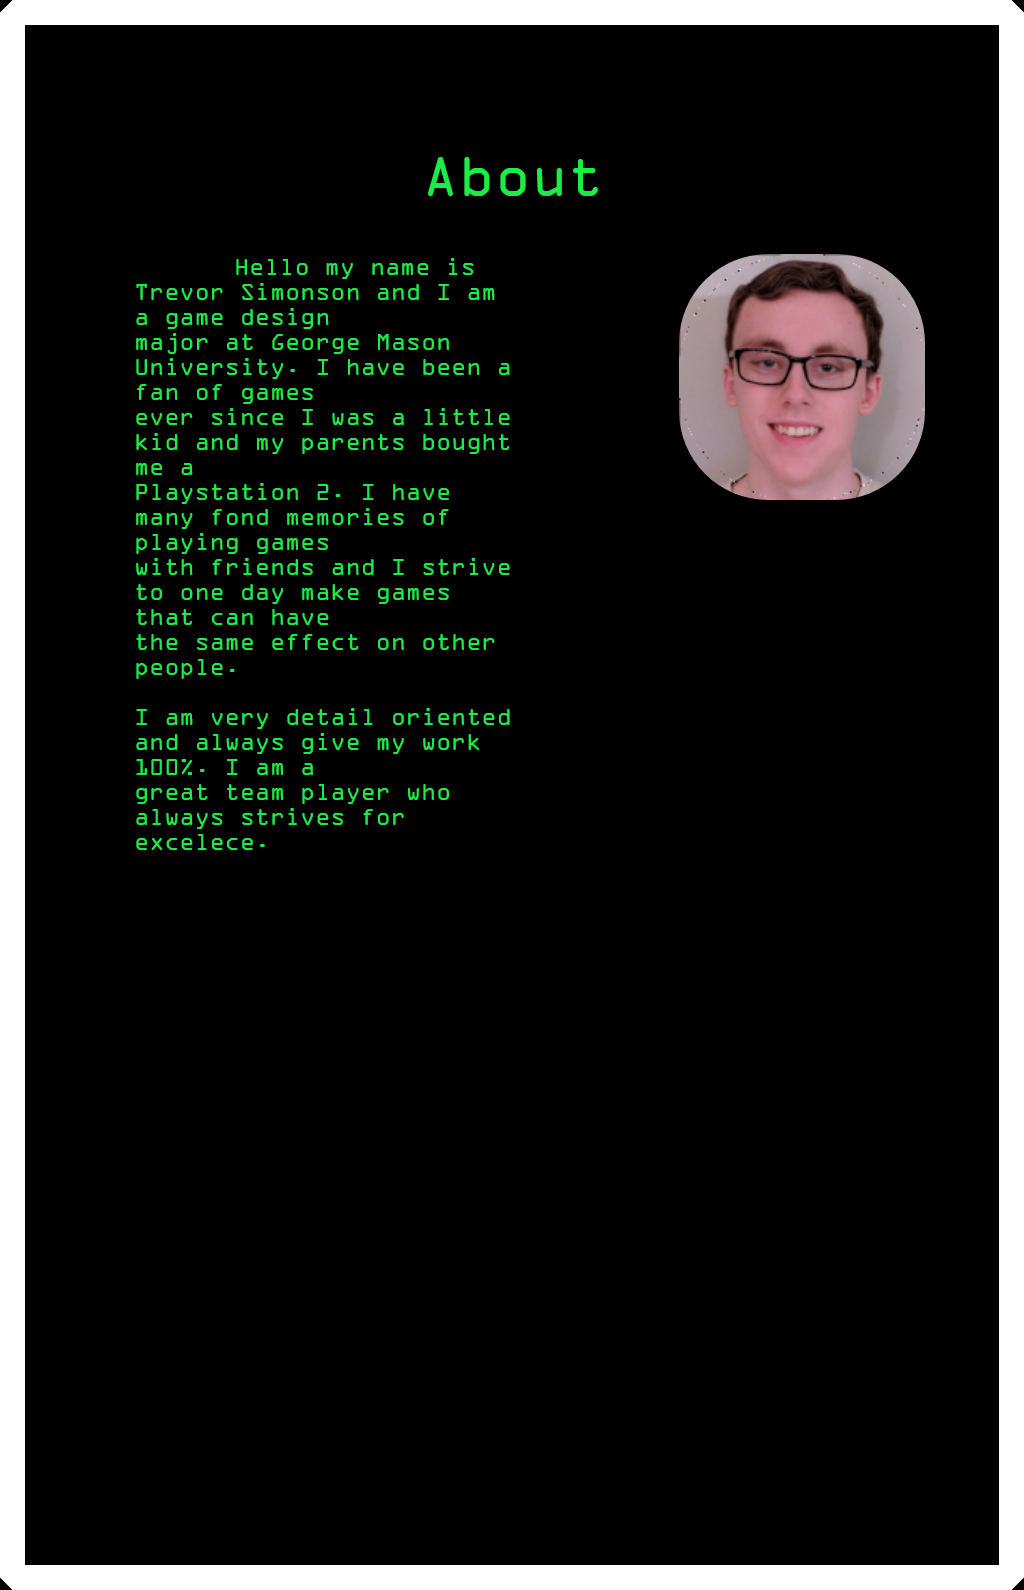 About
Hello my name is
Trevor Simonson and I am
a game design
major at George Mason
University. I have been a
fan of games
ever since I was a little
kid and my parents bought
me a
Playstation 2. I have
many fond memories of
playing games
with friends and I strive
to one day make games
that can have
the same effect on other
people.
I am very detail oriented
and always give my work
100%. I am a
great team player who
always strives for
excelece.